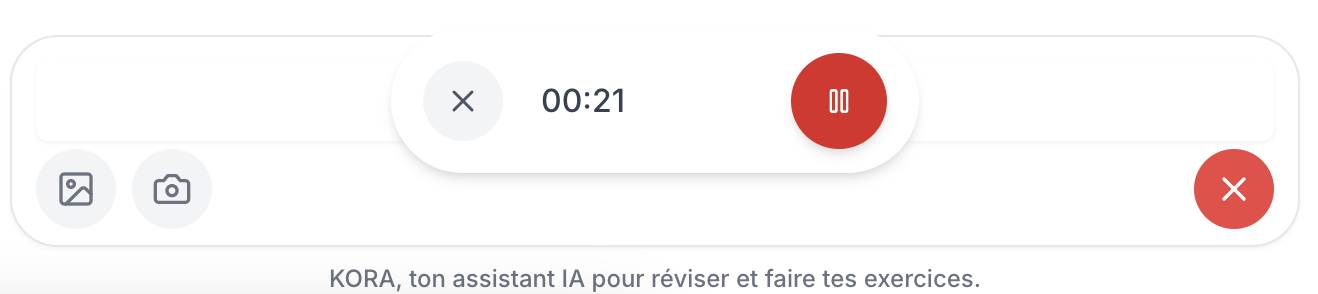 00:21
KORA, ton assistant IA pour réviser et faire tes exercices.